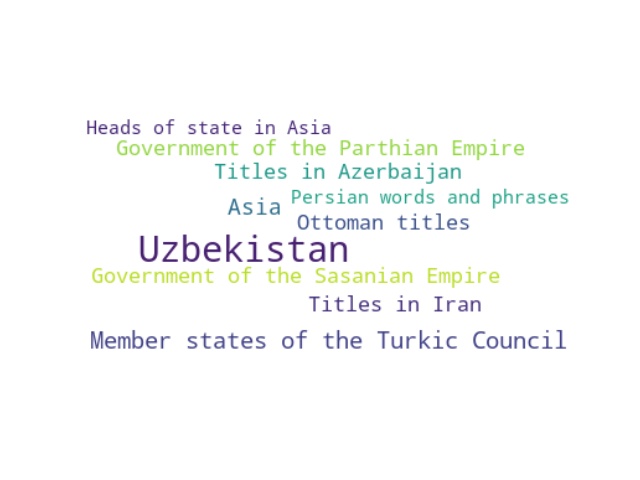 Heads of state in Asia
Government of the Parthian Empire
Titles in Azerbaijan
Persian words and phrases
Asia
Ottoman titles
Uzbekistan
Government of the Sasanian Empire
Titles in Iran
Member states of the Turkic Council